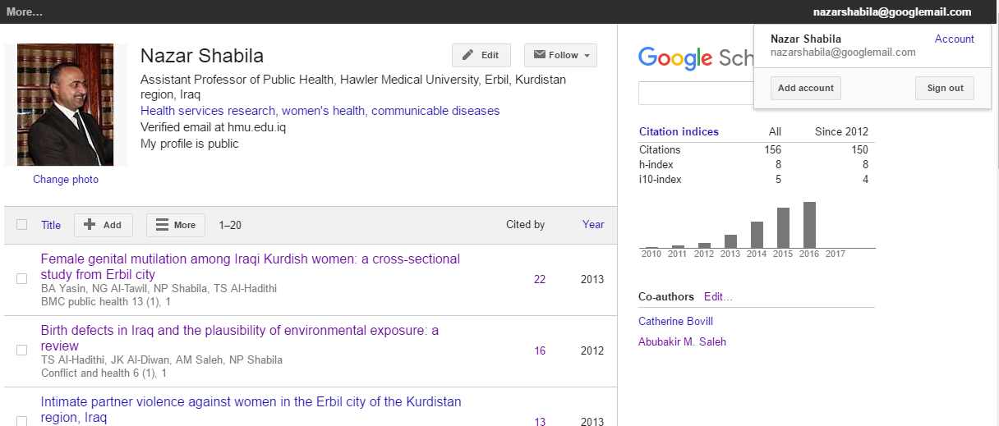 More…
nazarshabila@googlemail.com
Nazar Shabila
Account
nazarshabila@googlemail.com
Add account
Sign out
Nazar Shabila
Edit
Follow
Assistant Professor of Public Health, Hawler Medical University, Erbil, Kurdistan
region, Iraq
Health services research, women's health, communicable diseases
Verified email at hmu.edu.iq
My profile is public
Change photo
Google Sch
Title
Add
More
1–20
Cited by
Year
Female genital mutilation among Iraqi Kurdish women: a cross-sectional
study from Erbil city
BA Yasin, NG Al-Tawil, NP Shabila, TS Al-Hadithi
BMC public health 13 (1), 1
22
2013
Birth defects in Iraq and the plausibility of environmental exposure: a
review
TS Al-Hadithi, JK Al-Diwan, AM Saleh, NP Shabila
Conflict and health 6 (1), 1
16
2012
Intimate partner violence against women in the Erbil city of the Kurdistan
region, Iraq
13
2013
Citation indices All Since 2012
Citations 156 150
h-index 8 8
i10-index 5 4
2010 2011 2012 2013 2014 2015 2016 2017
Co-authors Edit…
Catherine Bovill
Abubakir M. Saleh